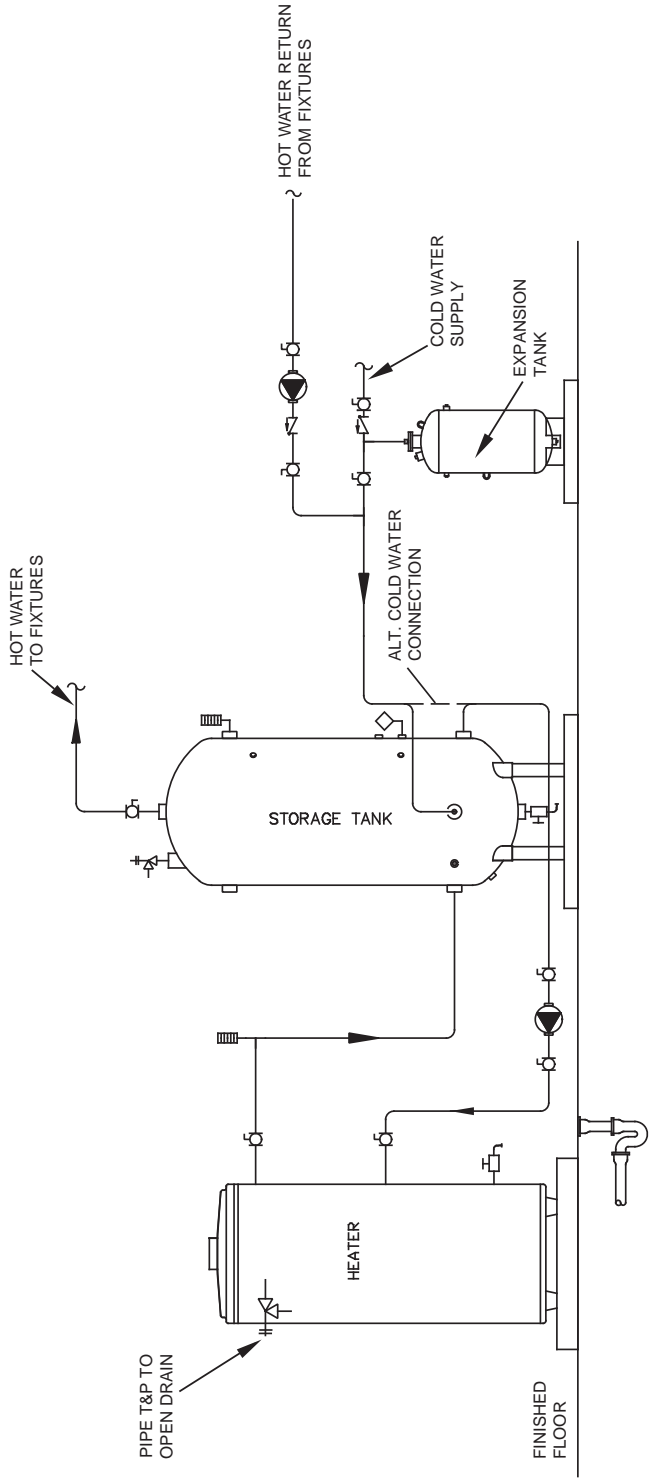 PIPE T&P TO
OPEN DRAIN
HEATER
FINISHED
FLOOR
HOT WATER
TO FIXTURES
STORAGE TANK
ALT. COLD WATER
CONNECTION
HOT WATER RETURN
FROM FIXTURES
COLD WATER
SUPPLY
EXPANSION
TANK